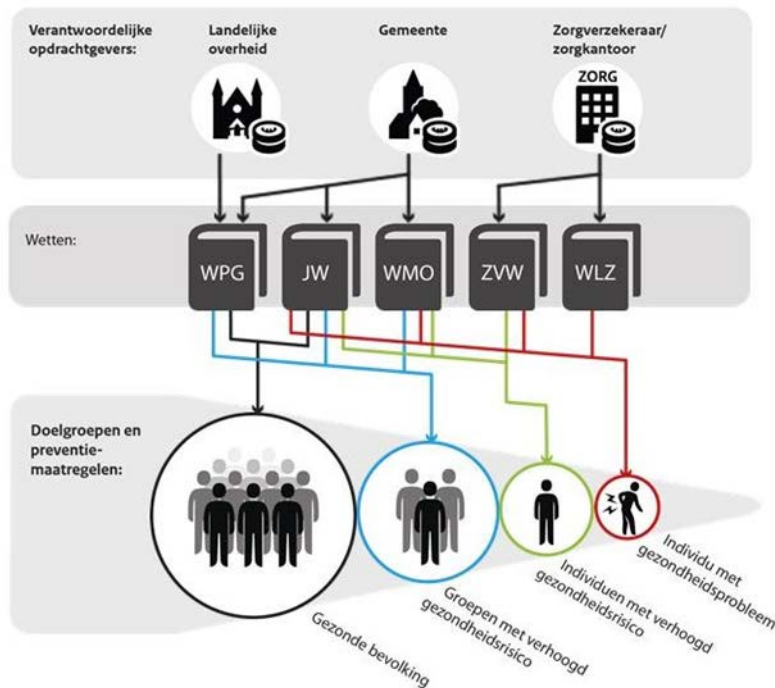 Verantwoordelijke
opdrachtgevers:
Landelijke
overheid
Gemeente
Zorgverzekeraar/
zorgkantoor
ZORG
Wetten:
WPG
JW
WMO
ZVW
WLZ
Doelgroepen en
preventie-
maatregelen:
Gezonde bevolking
Groepen met verhoogd
gezondheidsrisico
Individuen met verhoogd
gezondheidsrisico
Individu met
gezondheidsprobleem